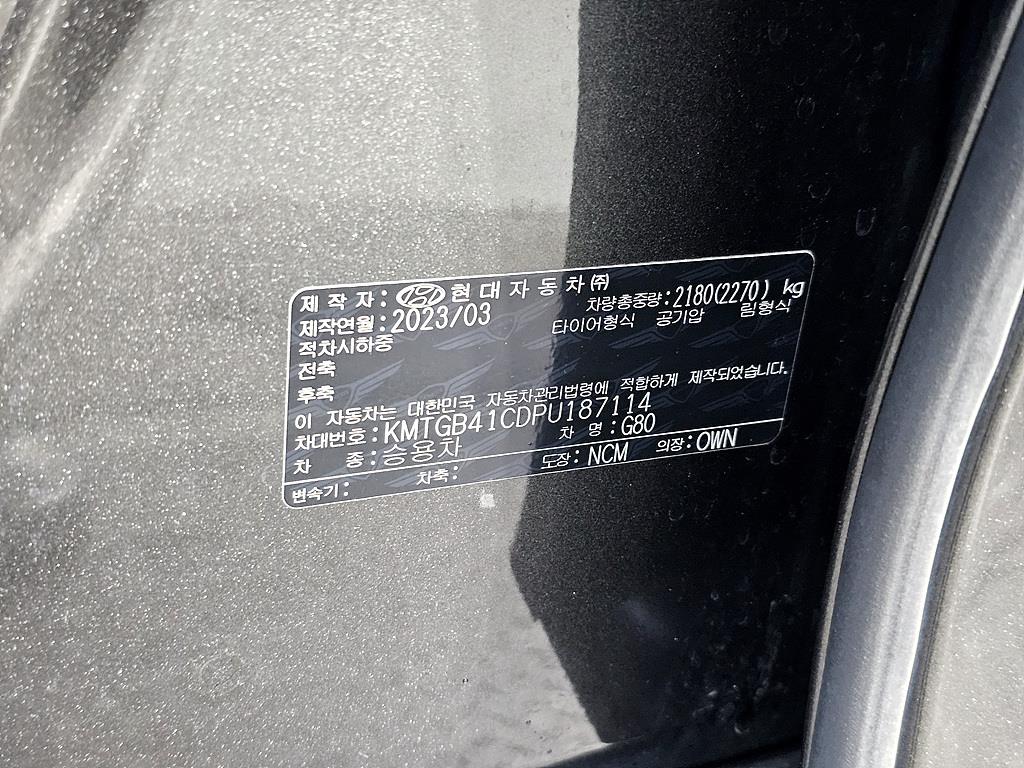 제 작 자 : 현대자동차㈜
차량총중량 : 2180(2270) kg
제작연월 : 2023/03
타이어형식 공기압 림형식
적차시하중
전축
후축
이 자동차는 대한민국 자동차관리법령에 적합하게 제작되었습니다.
차대번호 : KMTGB41CDPU187114
차 종 : 승용차 차 명 : G80
변속기 : 차축 : 도장 : NCM 의장 : OWN